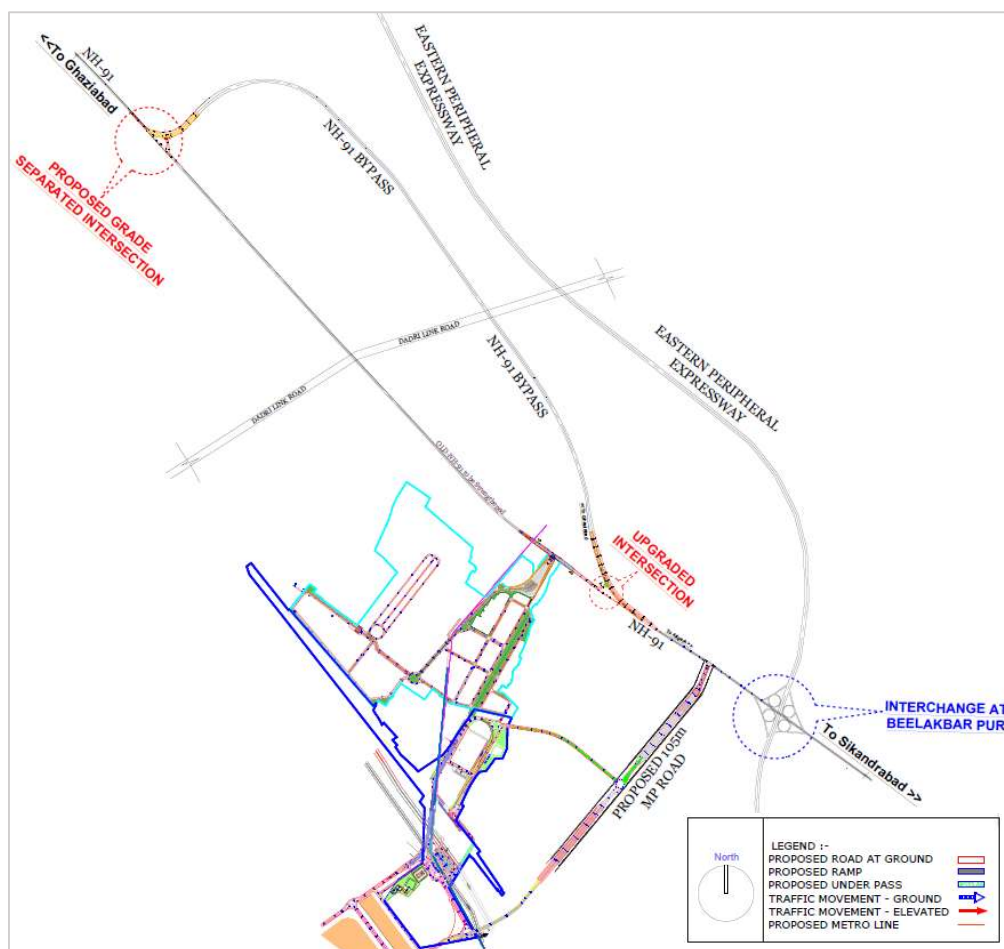 <<To Ghaziabad
NH-91
EASTERN PERIPHERAL
EXPRESSWAY
NH-91 BYPASS
PROPOSED GRADE
SEPARATED INTERSECTION
DADRI LINK ROAD
DADRI LINK ROAD
NH-91 BYPASS
EASTERN PERIPHERAL
EXPRESSWAY
UPGRADED
INTERSECTION
NH-91
INTERCHANGE AT
BEELAKBAR PUR
To Sikandrabad >>
PROPOSED 105m
MP ROAD
North
LEGEND :-
PROPOSED ROAD AT GROUND
PROPOSED RAMP
PROPOSED UNDER PASS
TRAFFIC MOVEMENT - GROUND
TRAFFIC MOVEMENT - ELEVATED
PROPOSED METRO LINE